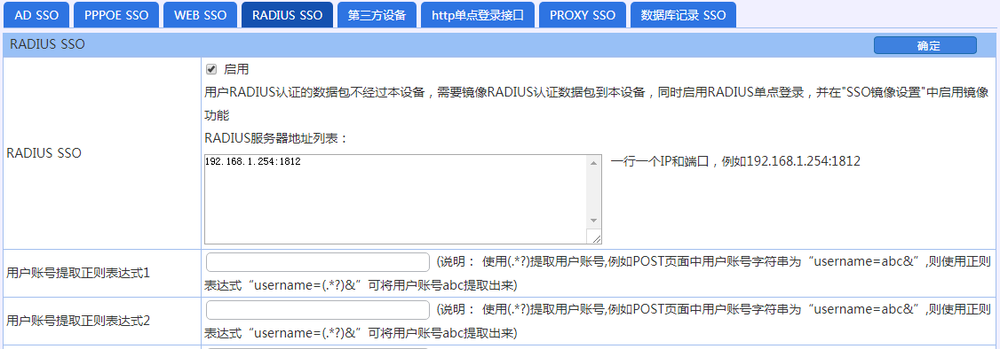 AD SSO PPPOE SSO WEB SSO RADIUS SSO 第三方设备 http单点登录接口 PROXY SSO 数据库记录 SSO
RADIUS SSO 确定
启用
用户RADIUS认证的数据包不经过本设备，需要镜像RADIUS认证数据包到本设备，同时启用RADIUS单点登录，并在"SSO镜像设置"中启用镜像
功能
RADIUS服务器地址列表：
RADIUS SSO
192.168.1.254:1812 一行一个IP和端口，例如192.168.1.254:1812
用户账号提取正则表达式1 (说明： 使用(.*?)提取用户账号,例如POST页面中用户账号字符串为“username=abc&”,则使用正则
表达式“username=(.*?)&”可将用户账号abc提取出来)
用户账号提取正则表达式2 (说明： 使用(.*?)提取用户账号,例如POST页面中用户账号字符串为“username=abc&”,则使用正则
表达式“username=(.*?)&”可将用户账号abc提取出来)